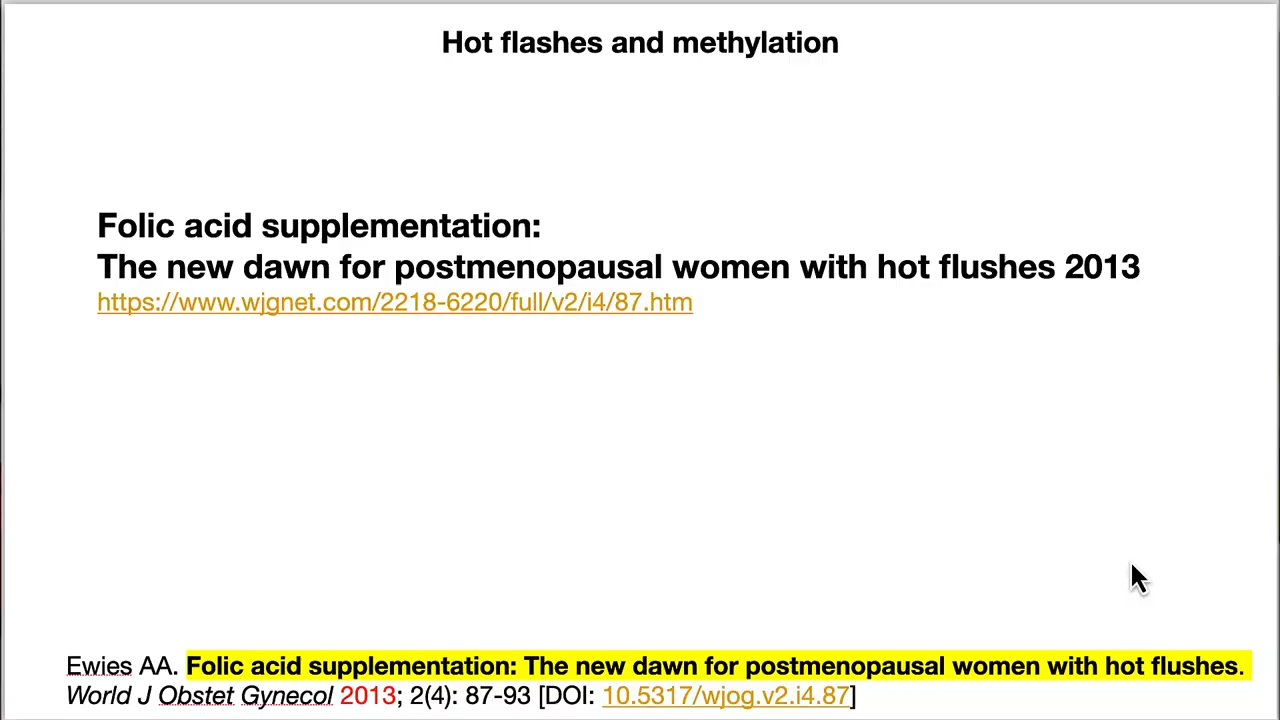 Hot flashes and methylation
Folic acid supplementation:
The new dawn for postmenopausal women with hot flushes 2013
https://www.wjgnet.com/2218-6220/full/v2/i4/87.htm
Ewies AA. Folic acid supplementation: The new dawn for postmenopausal women with hot flushes.
World J Obstet Gynecol 2013; 2(4): 87-93 [DOI: 10.5317/wjog.v2.i4.87]